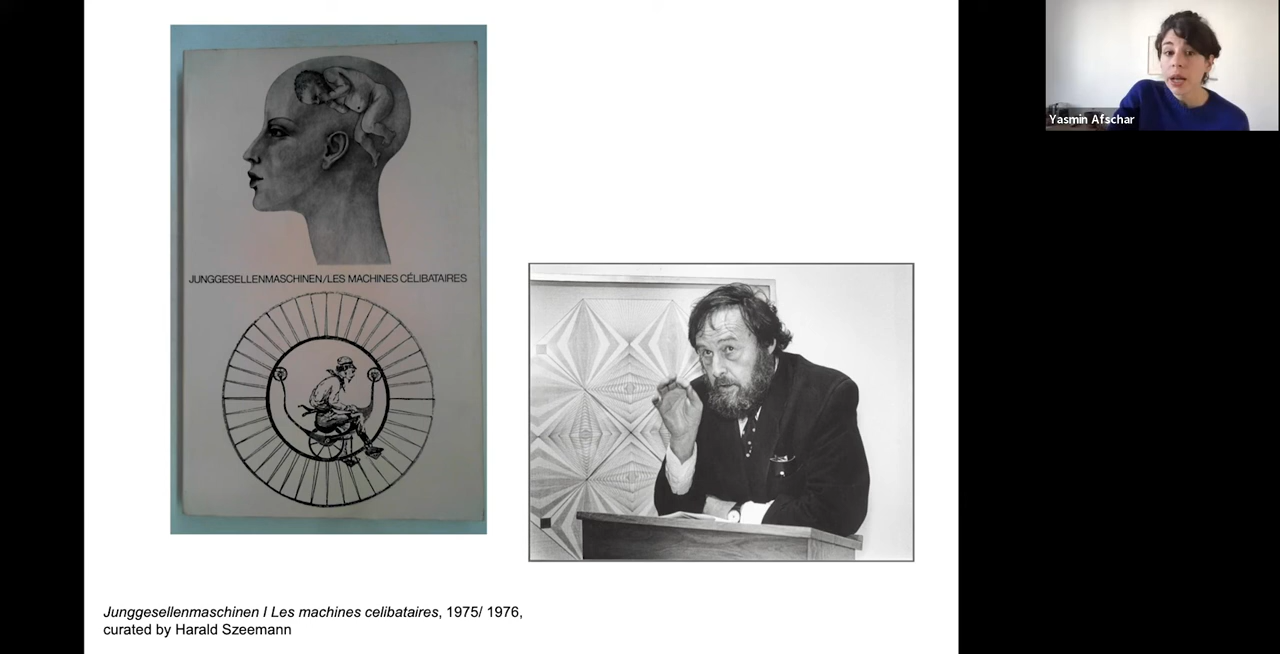 JUNGGESELLENMASCHINEN/LES MACHINES CÉLIBATAIRES
Junggesellenmaschinen I Les machines celibataires, 1975/ 1976,
curated by Harald Szeemann
Yasmin Afschar